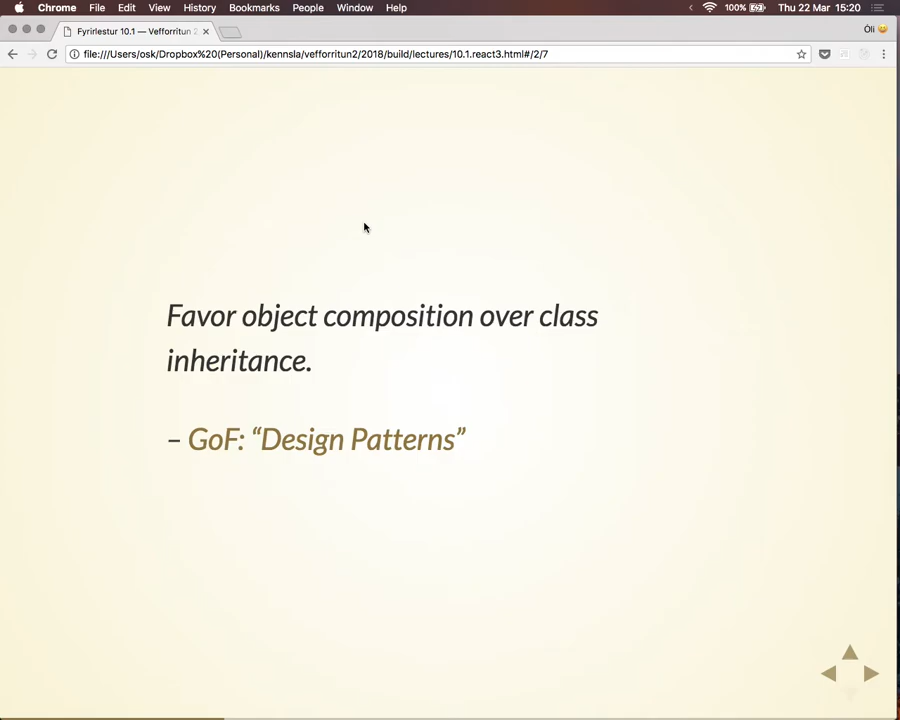 Chrome File Edit View History Bookmarks People Window Help 100% Thu 22 Mar 15:20
Fyrirlestur 10.1 — Vefforritun 2 Óli
file:///Users/osk/Dropbox%20(Personal)/kennsla/vefforritun2/2018/build/lectures/10.1.react3.html#/2/7
Favor object composition over class
inheritance.
– GoF: “Design Patterns”